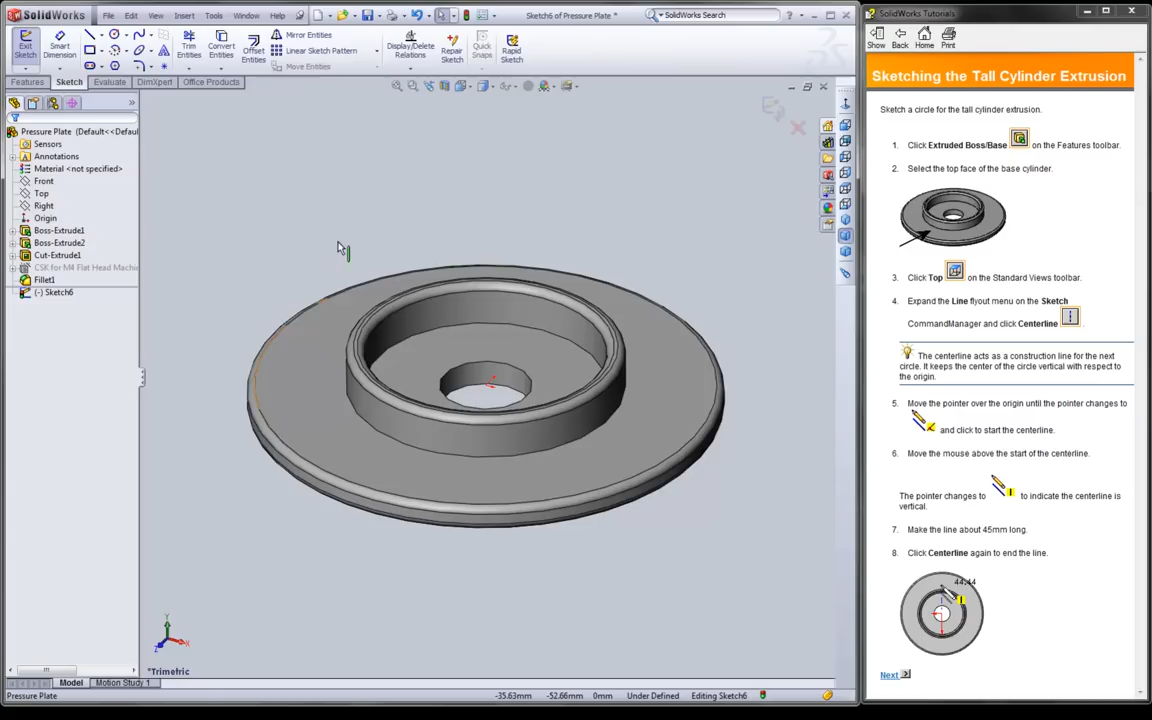 SolidWorks
File
Edit
View
Insert
Tools
Window
Help
Sketch6 of Pressure Plate *
SolidWorks Search
Exit Sketch
Smart Dimension
Trim Entities
Convert Entities
Offset Entities
Mirror Entities
Linear Sketch Pattern
Move Entities
Display/Delete Relations
Repair Sketch
Quick Snaps
Rapid Sketch
Features
Sketch
Evaluate
DimXpert
Office Products
Pressure Plate (Default<<Defaul
Sensors
Annotations
Material <not specified>
Front
Top
Right
Origin
Boss-Extrude1
Boss-Extrude2
Cut-Extrude1
CSK for M4 Flat Head Machine
Fillet1
(-) Sketch6
Y
X
Z
*Trimetric
Model
Motion Study 1
Pressure Plate
-35.63mm
-52.66mm
0mm
Under Defined
Editing Sketch6
SolidWorks Tutorials
Show
Back
Home
Print
Sketching the Tall Cylinder Extrusion
Sketch a circle for the tall cylinder extrusion.
1. Click Extruded Boss/Base on the Features toolbar.
2. Select the top face of the base cylinder.
3. Click Top on the Standard Views toolbar.
4. Expand the Line flyout menu on the Sketch
CommandManager and click Centerline .
The centerline acts as a construction line for the next
circle. It keeps the center of the circle vertical with respect to
the origin.
5. Move the pointer over the origin until the pointer changes to
and click to start the centerline.
6. Move the mouse above the start of the centerline.
The pointer changes to to indicate the centerline is
vertical.
7. Make the line about 45mm long.
8. Click Centerline again to end the line.
44,44
Next